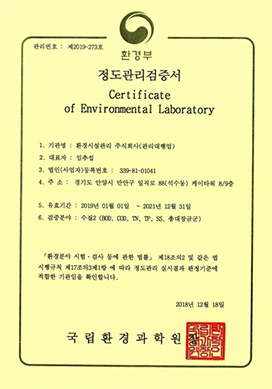 관리번호 : 제2019-273호
환경부
정도관리검증서
Certificate
of Environmental Laboratory
1. 기관명 : 환경시설관리 주식회사(관리대행업)
2. 대표자 : 임추섭
3. 법인(사업자)등록번호 : 339-81-01041
4. 주 소 : 경기도 안양시 만안구 일직로 88(석수동) 케이타워 8/9층
5. 유효기간 : 2019년 01월 01일 ~ 2021년 12월 31일
6. 검증분야 : 수질2 (BOD, COD, TN, TP, SS, 총대장균군)
「환경분야 시험·검사 등에 관한 법률」 제18조의2 및 같은 법
시행규칙 제17조의3제1항에 따라 정도관리 실시결과 판정기준에
적합한 기관임을 확인합니다.
2018년 12월 18일
국립환경과학원장